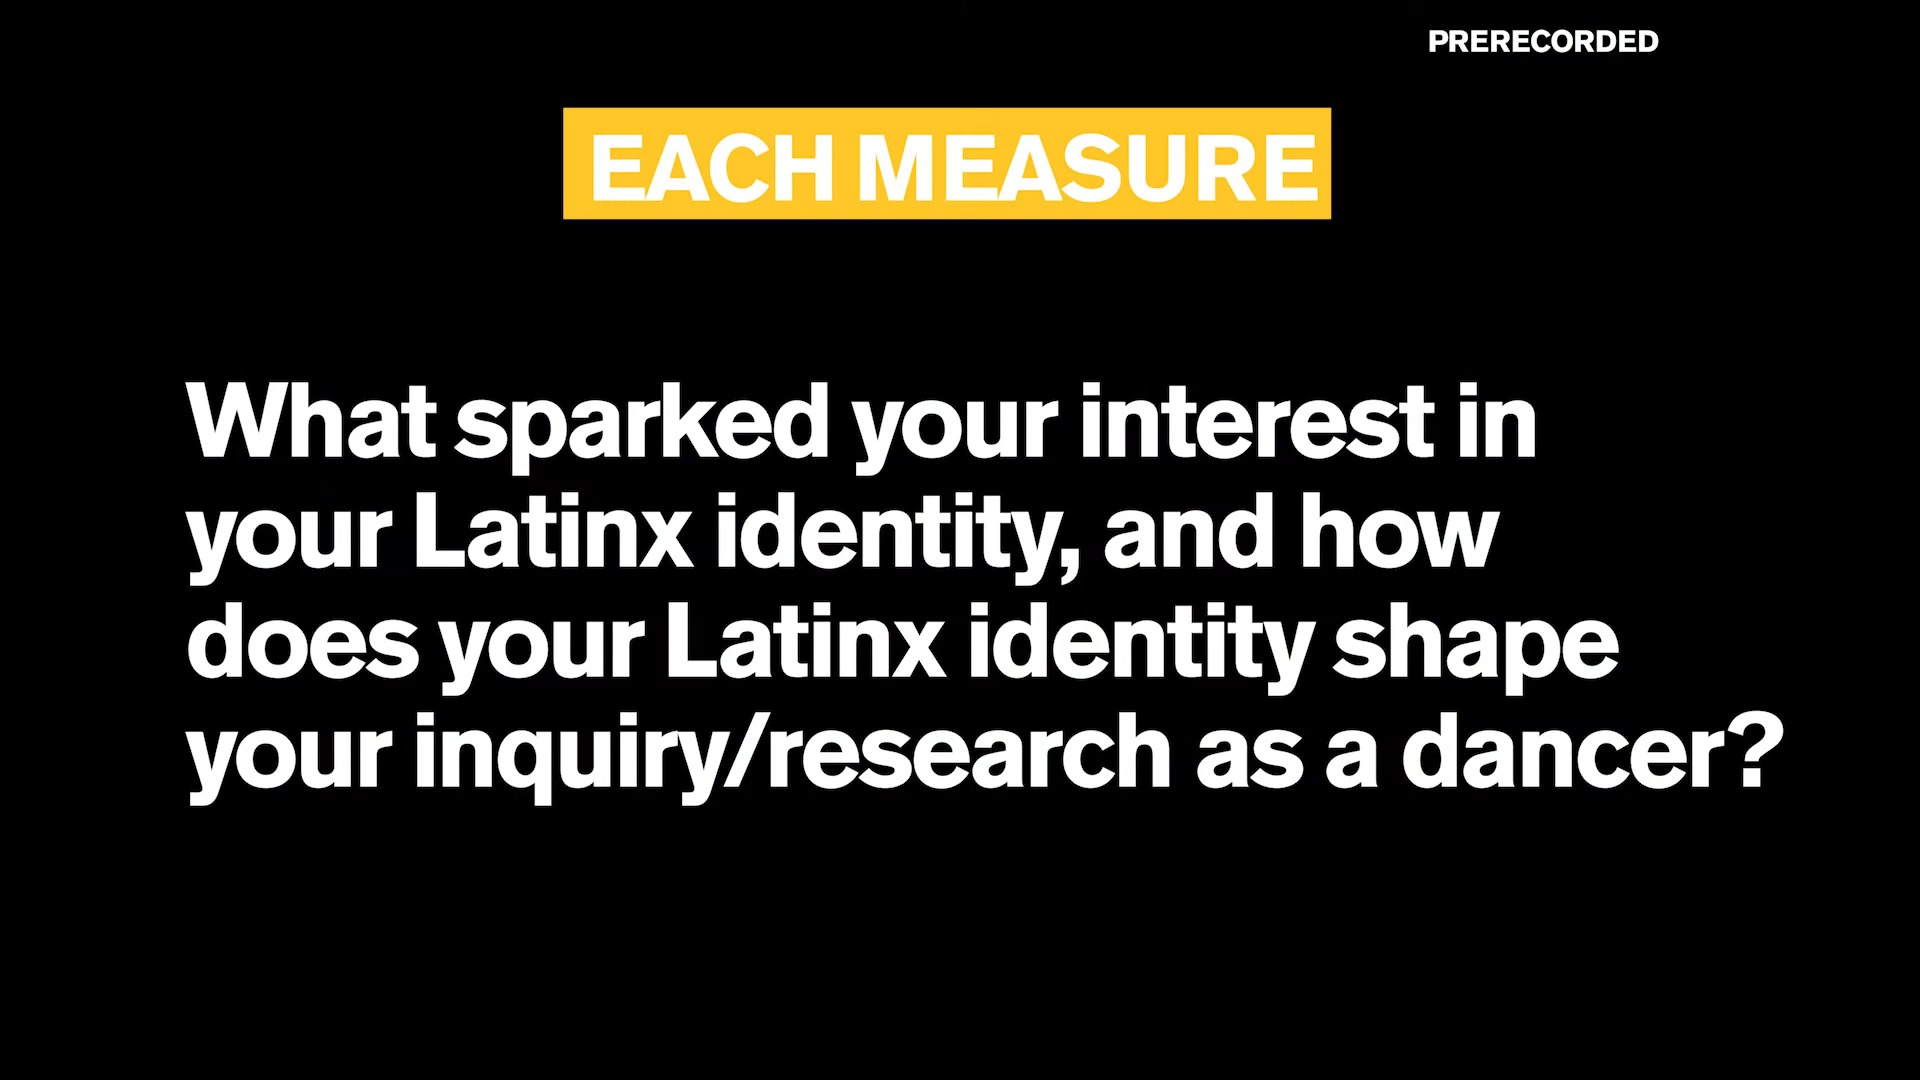 PRERECORDED
EACH MEASURE
What sparked your interest in
your Latinx identity, and how
does your Latinx identity shape
your inquiry/research as a dancer?